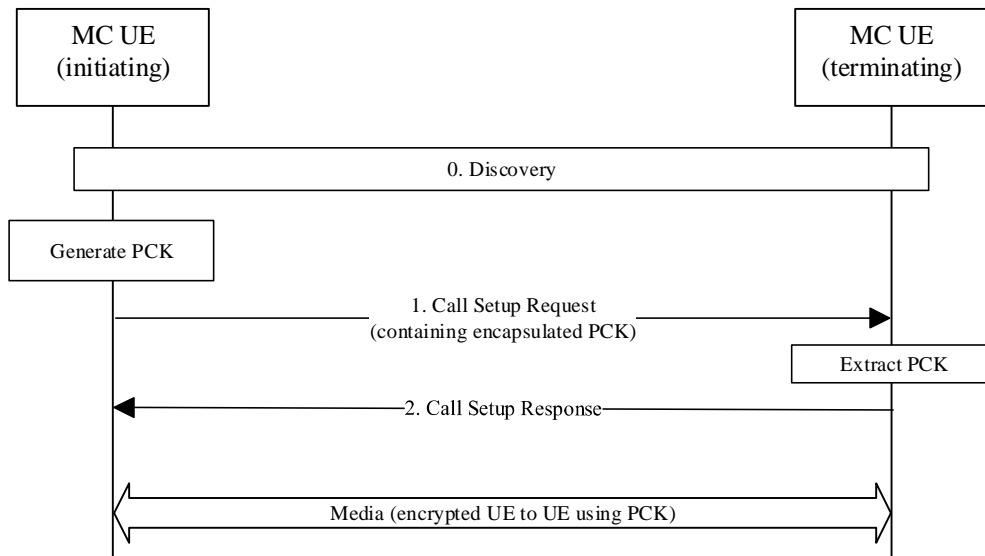 MC UE
(initiating)
MC UE
(terminating)
0. Discovery
Generate PCK
1. Call Setup Request
(containing encapsulated PCK)
Extract PCK
2. Call Setup Response
Media (encrypted UE to UE using PCK)